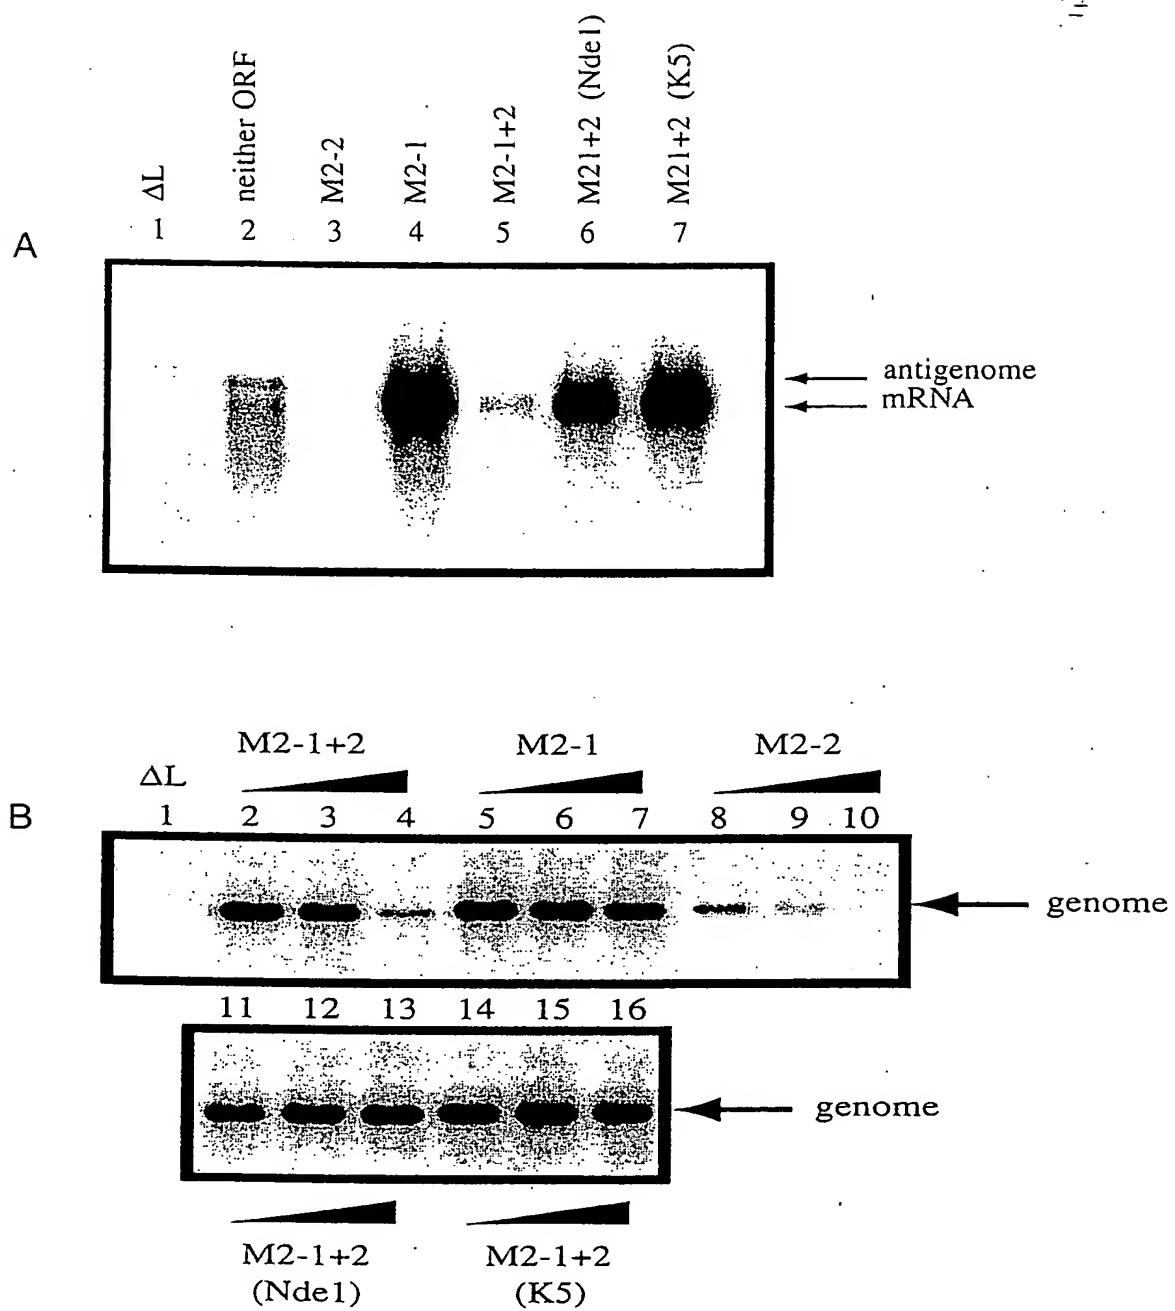 ΔL
neither ORF
M2-2
M2-1
M2-1+2
M21+2 (Nde1)
M21+2 (K5)
1 2 3 4 5 6 7
A
antigenome
mRNA
M2-1+2 M2-1 M2-2
ΔL
B
1 2 3 4 5 6 7 8 9 10
genome
11 12 13 14 15 16
genome
M2-1+2 M2-1+2
(Nde1) (K5)